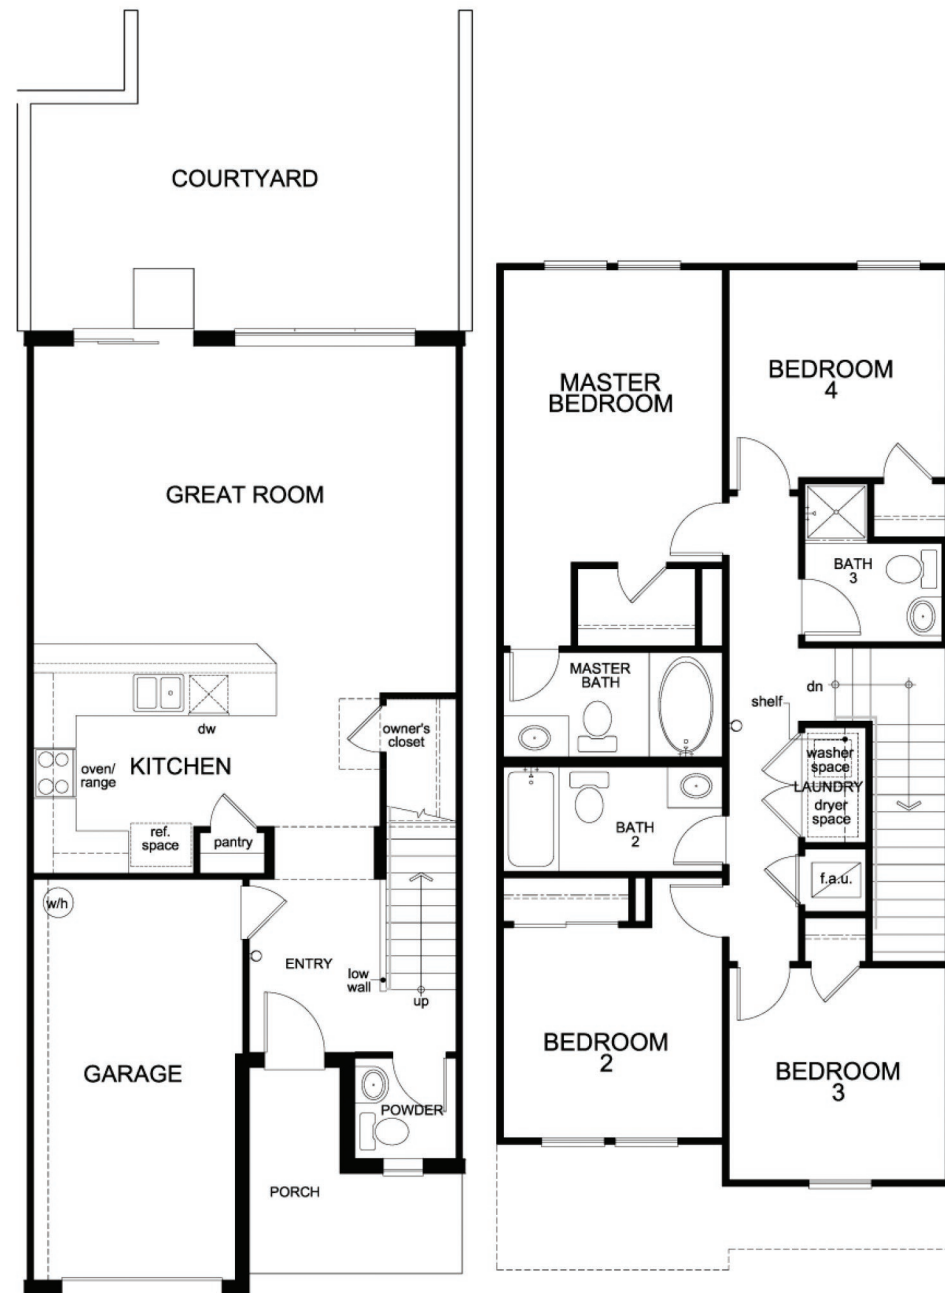 COURTYARD
GREAT ROOM
dw
oven/
range
KITCHEN
owner's
closet
ref.
space
pantry
w/h
ENTRY
low
wall
up
GARAGE
POWDER
PORCH
MASTER
BEDROOM
BEDROOM
4
BATH
3
MASTER
BATH
shelf
dn
washer
space
LAUNDRY
dryer
space
BATH
2
f.a.u.
BEDROOM
2
BEDROOM
3